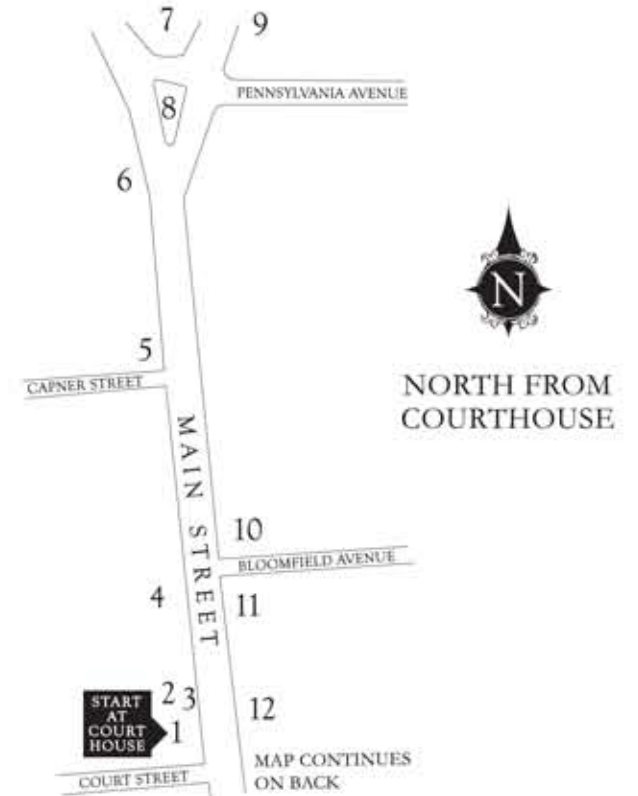 7
9
PENNSYLVANIA AVENUE
8
6
N
5
CAPNER STREET
NORTH FROM
COURTHOUSE
MAIN STREET
10
BLOOMFIELD AVENUE
4
11
2
3
START
AT
COURT
HOUSE
1
12
MAP CONTINUES
ON BACK
COURT STREET